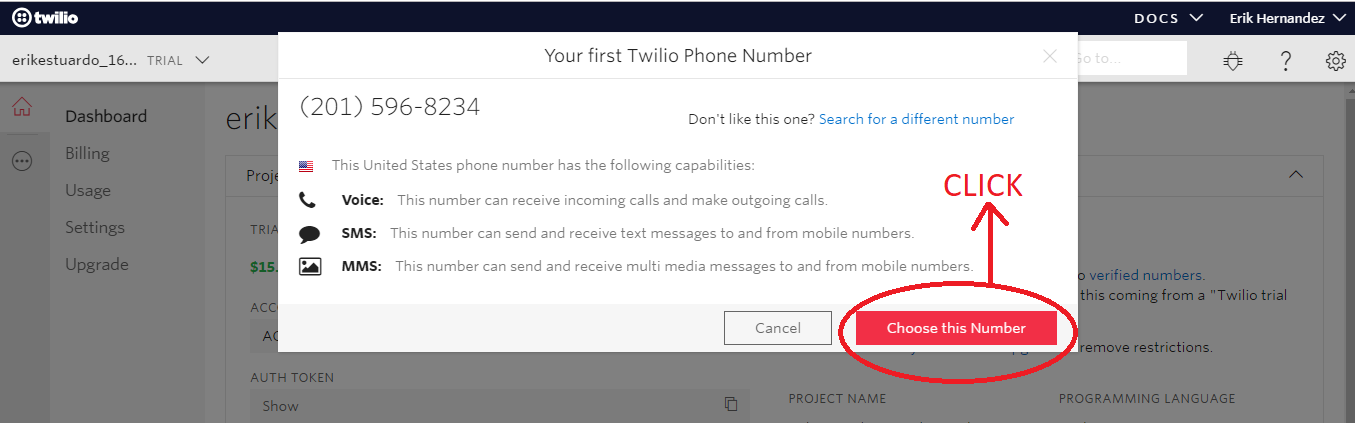 twilio
DOCS
Erik Hernandez
erikestuardo_16... TRIAL
Go to...
Your first Twilio Phone Number
Dashboard
Billing
Usage
Settings
Upgrade
erik
(201) 596-8234
Don't like this one? Search for a different number
This United States phone number has the following capabilities:
Voice: This number can receive incoming calls and make outgoing calls.
SMS: This number can send and receive text messages to and from mobile numbers.
MMS: This number can send and receive multi media messages to and from mobile numbers.
CLICK
Cancel
Choose this Number
verified numbers.
this coming from a "Twilio trial
remove restrictions.
$15.
AUTH TOKEN
Show
PROJECT NAME
PROGRAMMING LANGUAGE